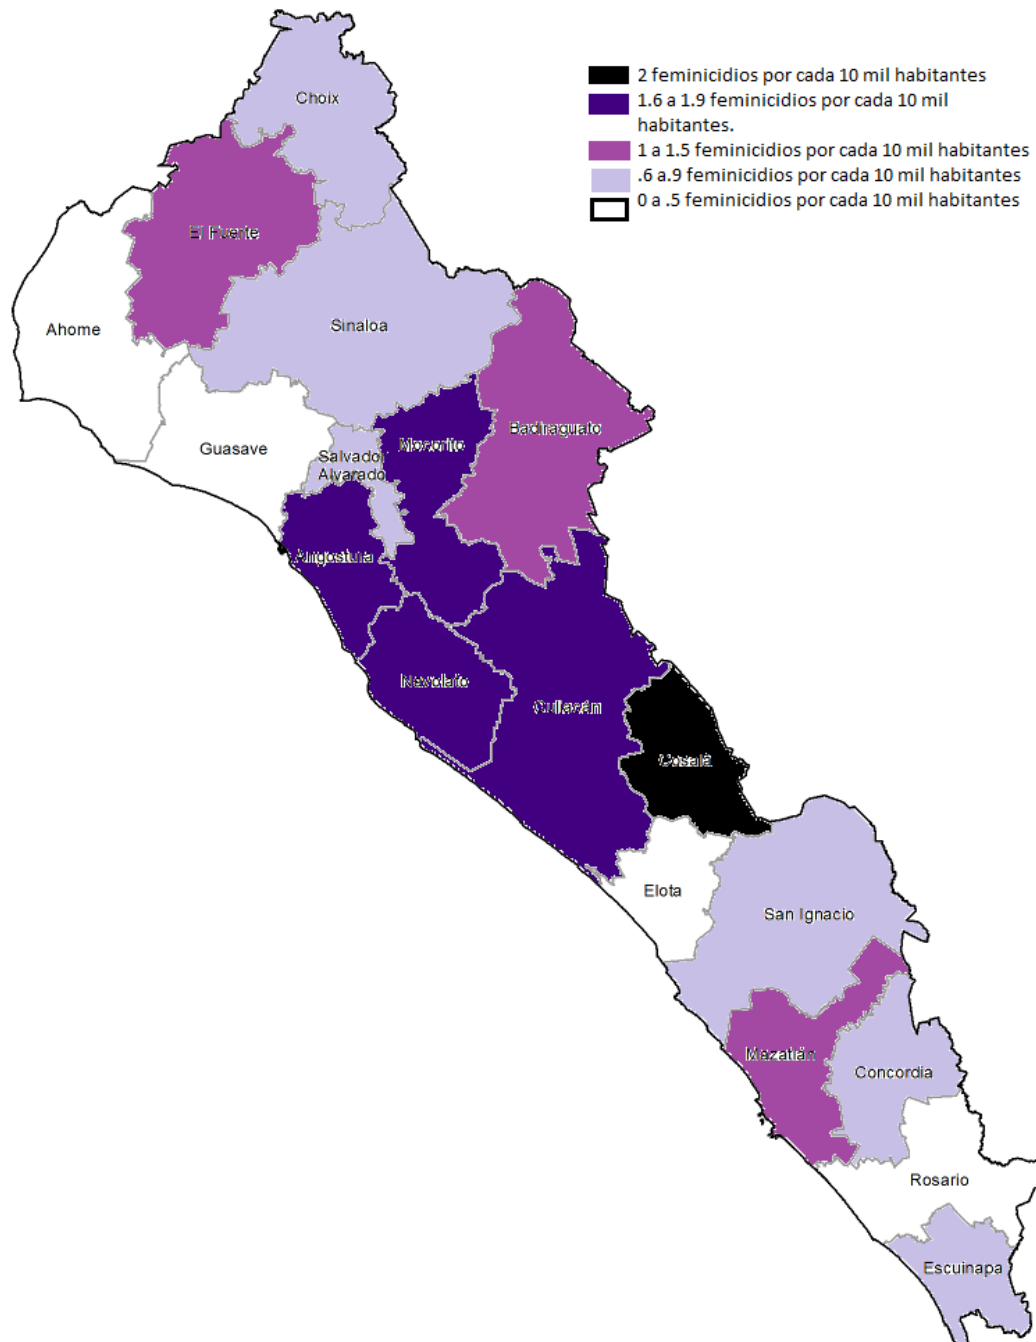 2 feminicidios por cada 10 mil habitantes
1.6 a 1.9 feminicidios por cada 10 mil
habitantes.
1 a 1.5 feminicidios por cada 10 mil habitantes
.6 a.9 feminicidios por cada 10 mil habitantes
0 a .5 feminicidios por cada 10 mil habitantes
Choix
El Fuerte
Ahome
Sinaloa
Guasave
Salvador
Alvarado
Mocorito
Badiraguato
Angostura
Navolato
Culiacán
Cosalá
Elota
San Ignacio
Mazatlán
Concordia
Rosario
Escuinapa